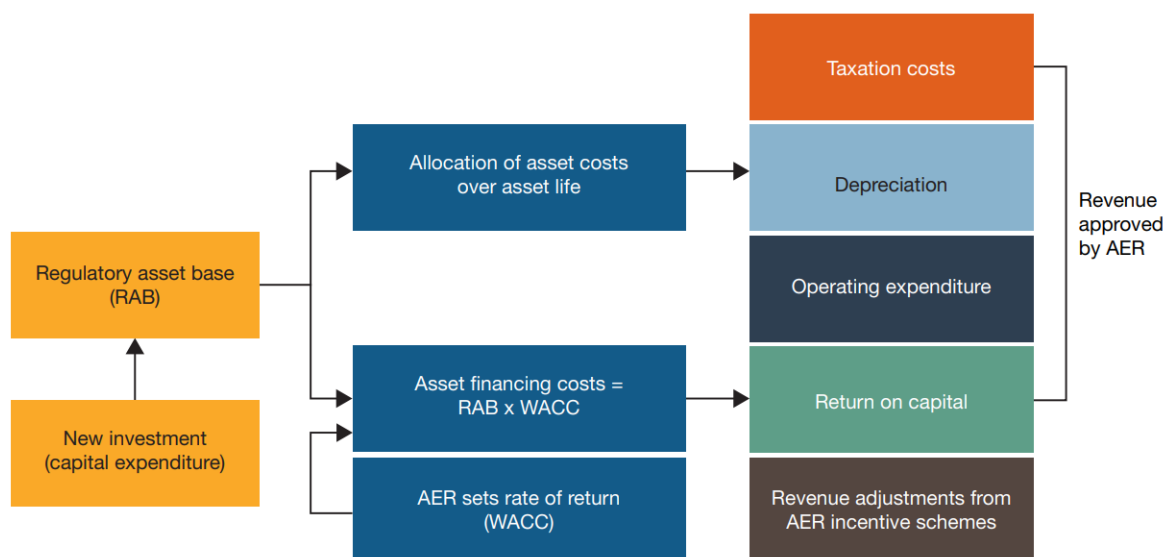 Taxation costs
Allocation of asset costs
over asset life
Depreciation
Revenue
approved
by AER
Regulatory asset base
(RAB)
Operating expenditure
Asset financing costs =
RAB x WACC
Return on capital
New investment
(capital expenditure)
AER sets rate of return
(WACC)
Revenue adjustments from
AER incentive schemes